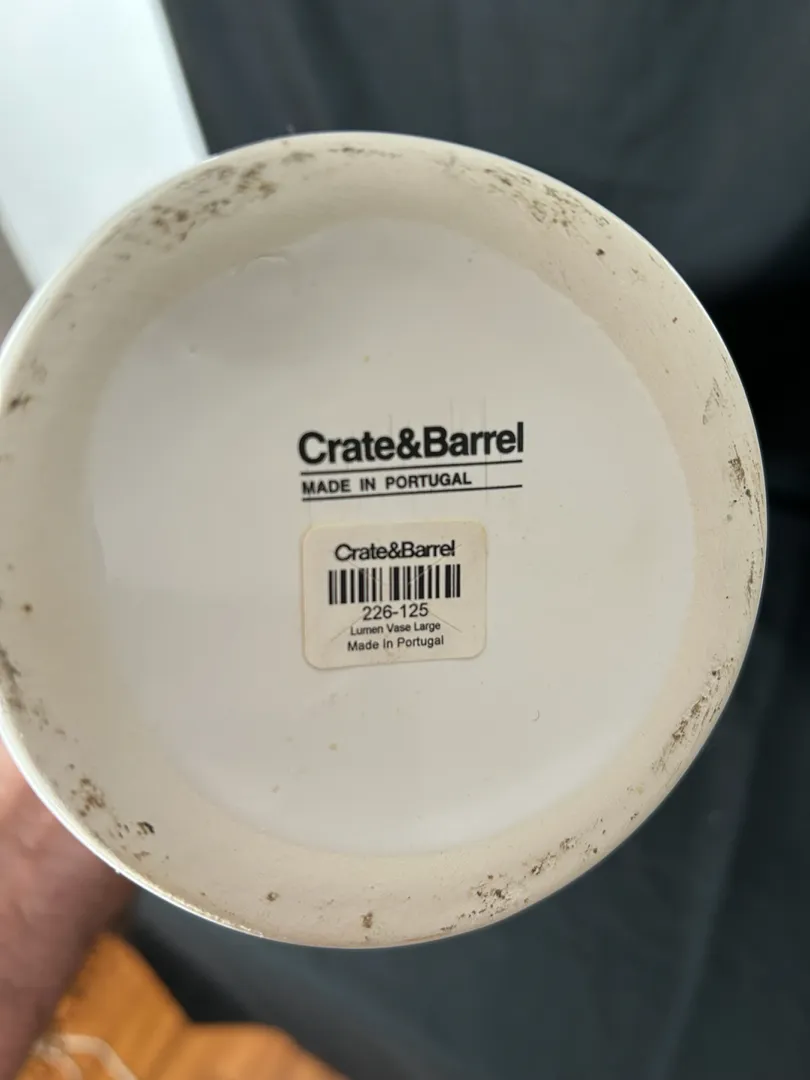 Crate&Barrel
MADE IN PORTUGAL
Crate&Barrel
226-125
Lumen Vase Large
Made In Portugal